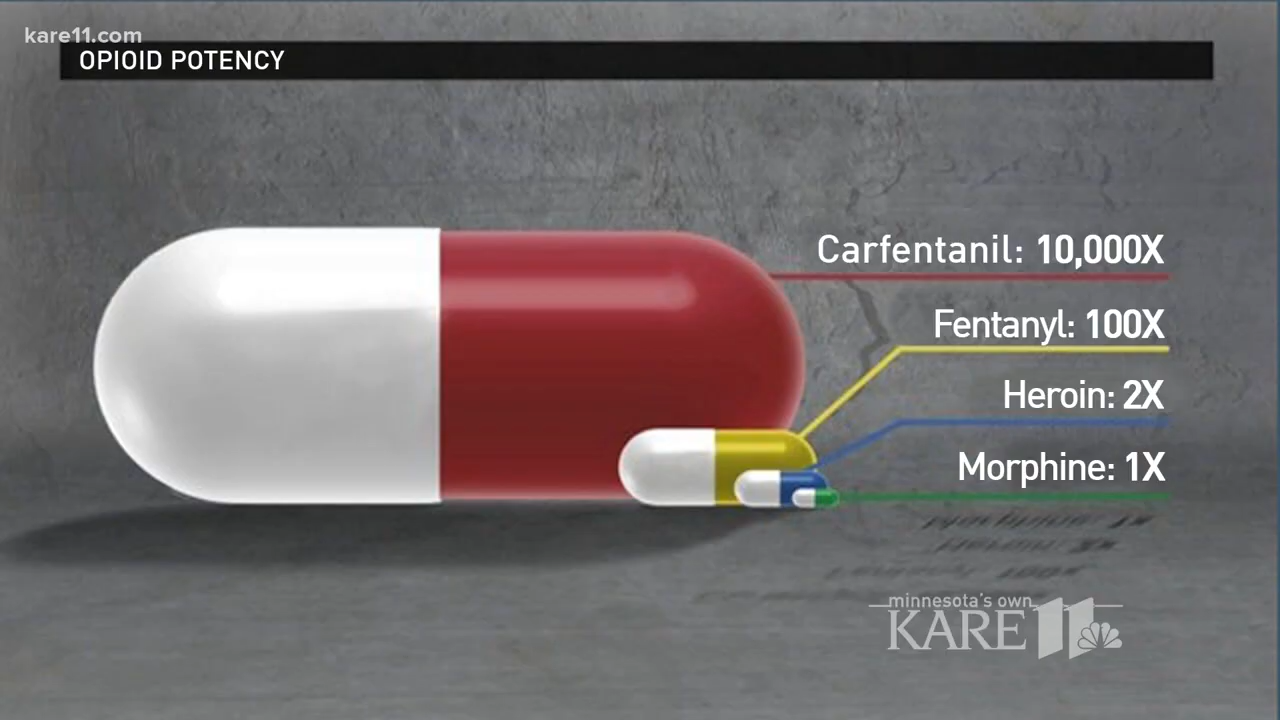 kare11.com
OPIOID POTENCY
Carfentanil: 10,000X
Fentanyl: 100X
Heroin: 2X
Morphine: 1X
minnesota's own
KARE 11